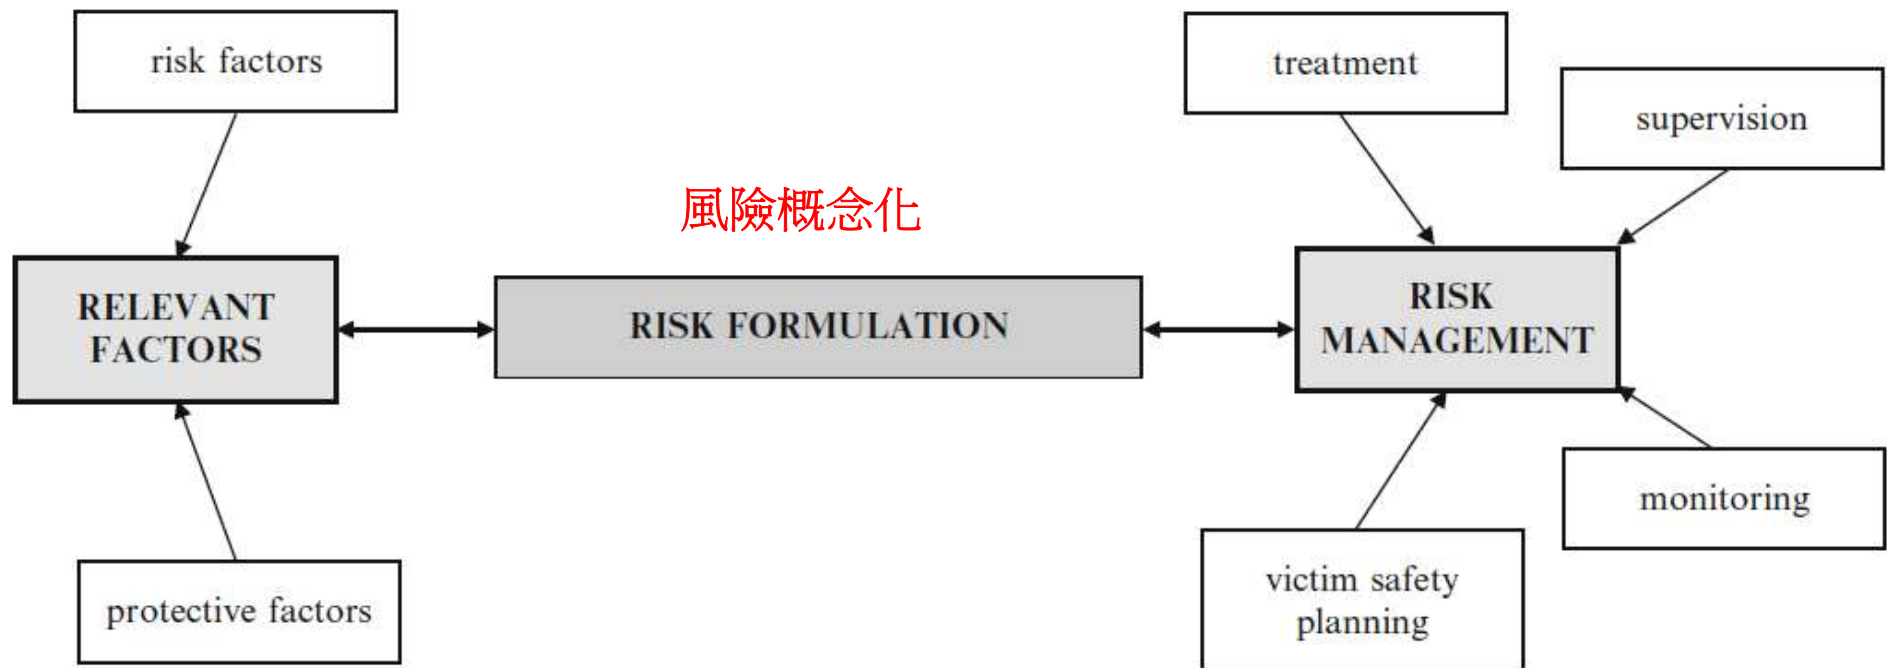 risk factors
treatment
supervision
風險概念化
RELEVANT
FACTORS
RISK FORMULATION
RISK
MANAGEMENT
monitoring
protective factors
victim safety
planning